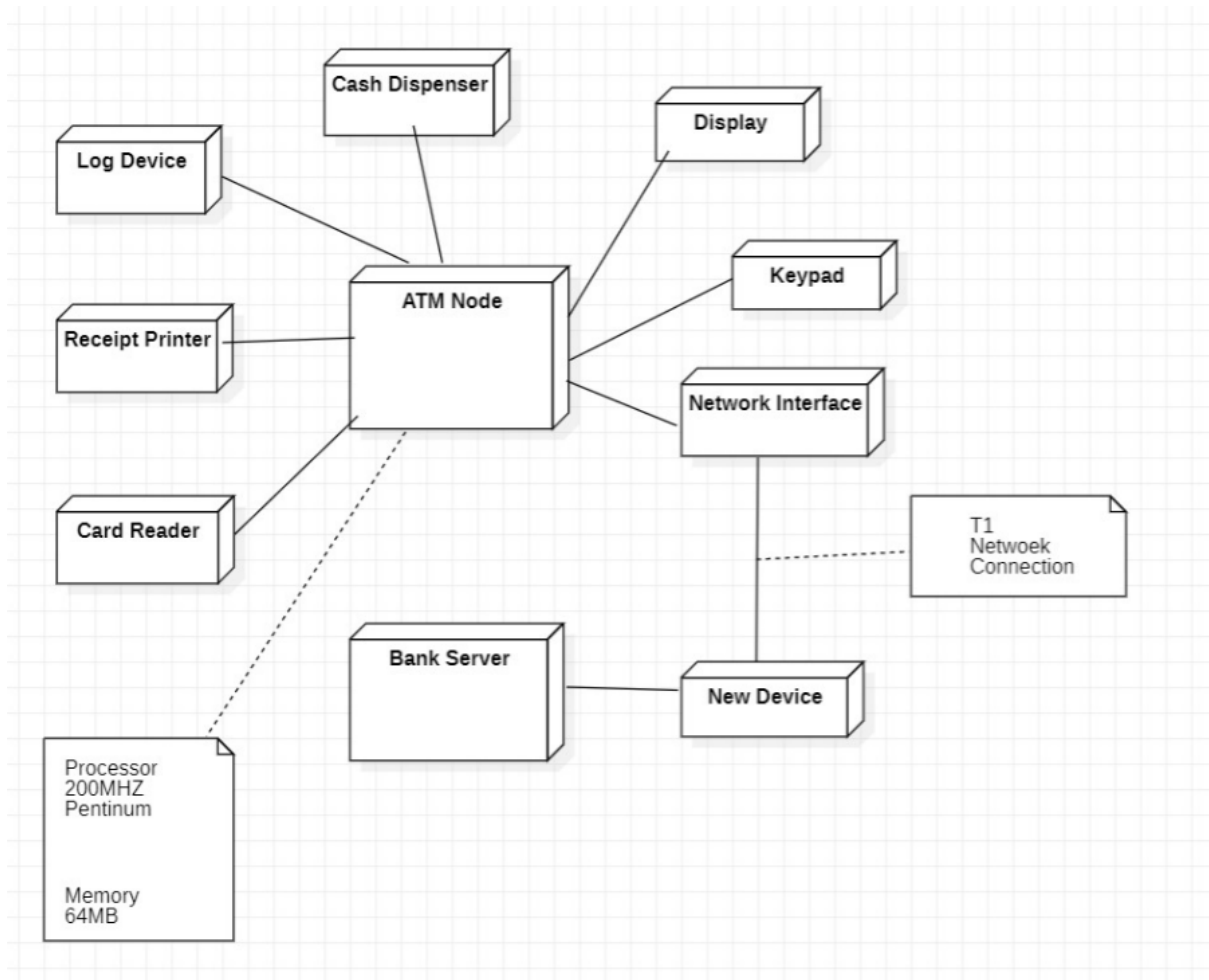 Cash Dispenser
Display
Log Device
Keypad
ATM Node
Receipt Printer
Network Interface
Card Reader
T1
Netwoek
Connection
Bank Server
New Device
Processor
200MHZ
Pentinum
Memory
64MB